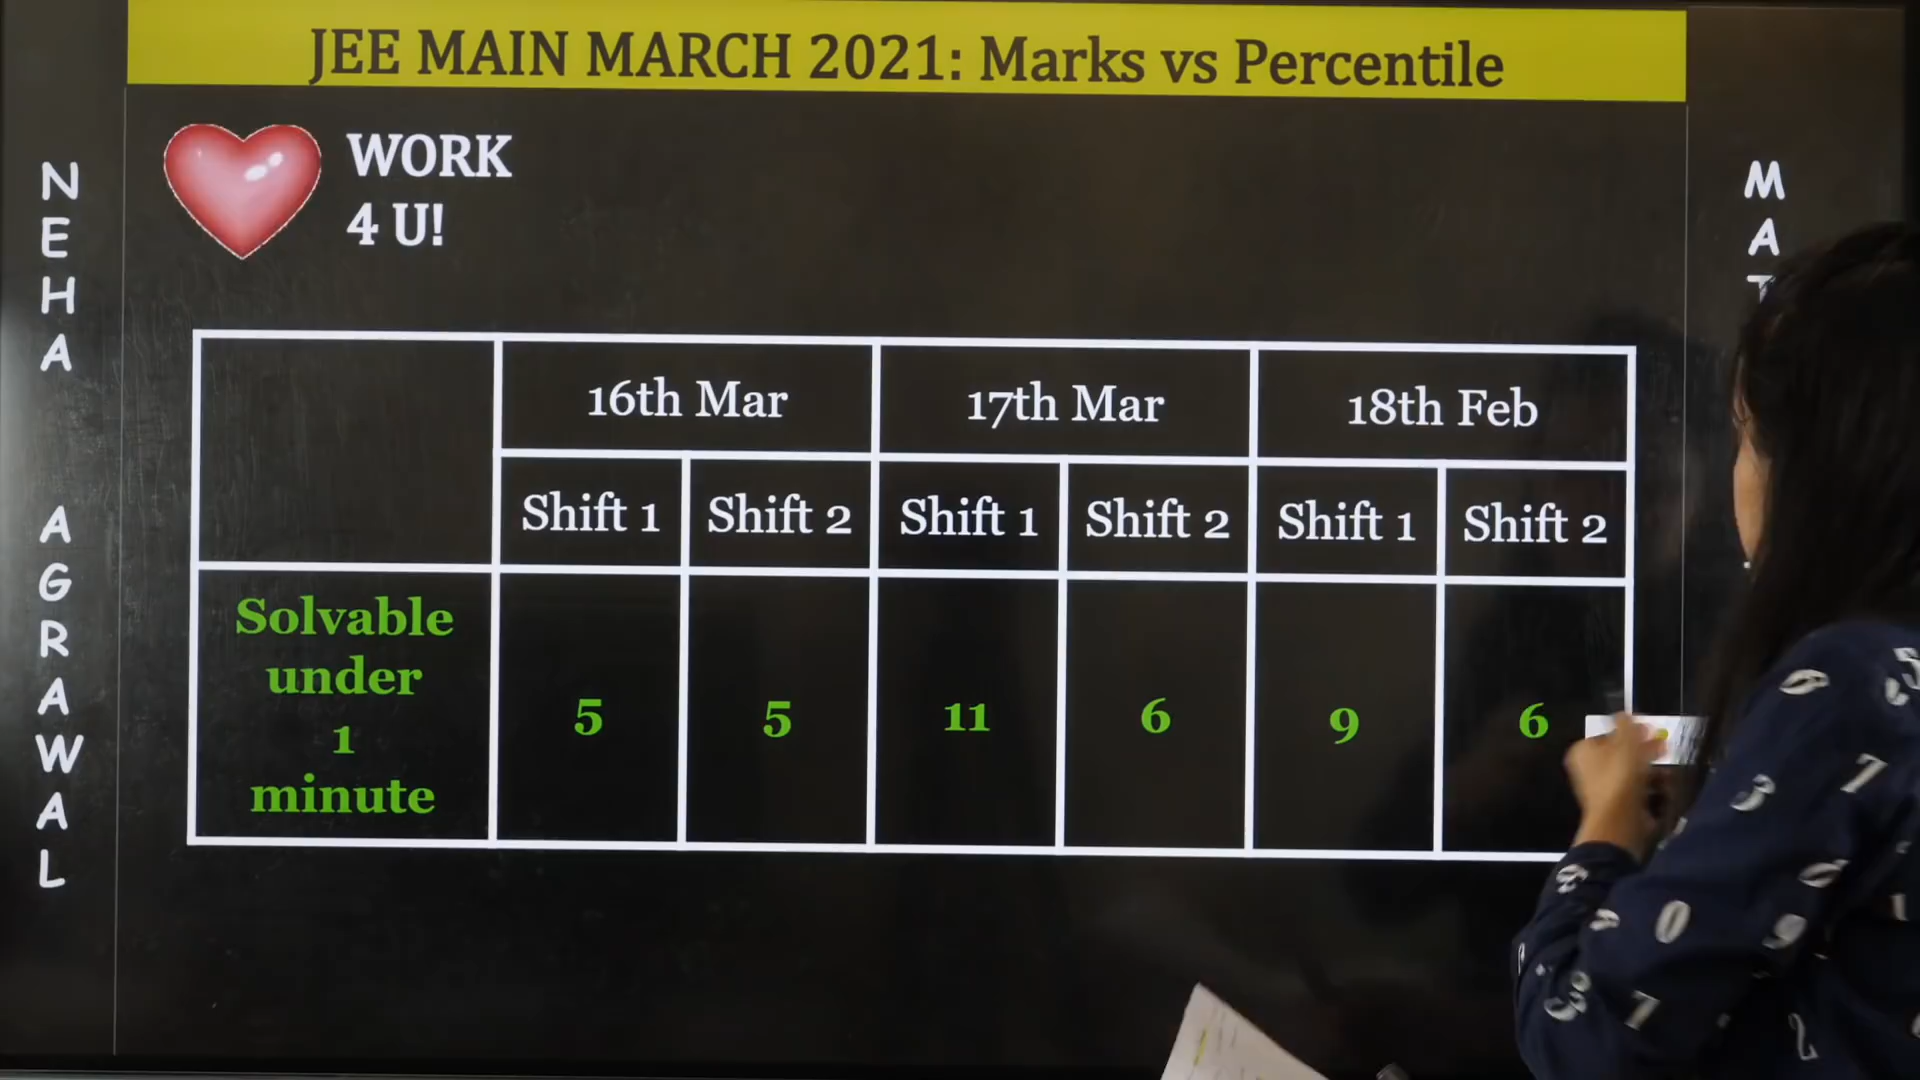 JEE MAIN MARCH 2021: Marks vs Percentile
WORK
4 U!
NEHA
AGRAWAL
MAT
16th Mar 17th Mar 18th Feb
Shift 1 Shift 2 Shift 1 Shift 2 Shift 1 Shift 2
Solvable
under
1
minute
5 5 11 6 9 6